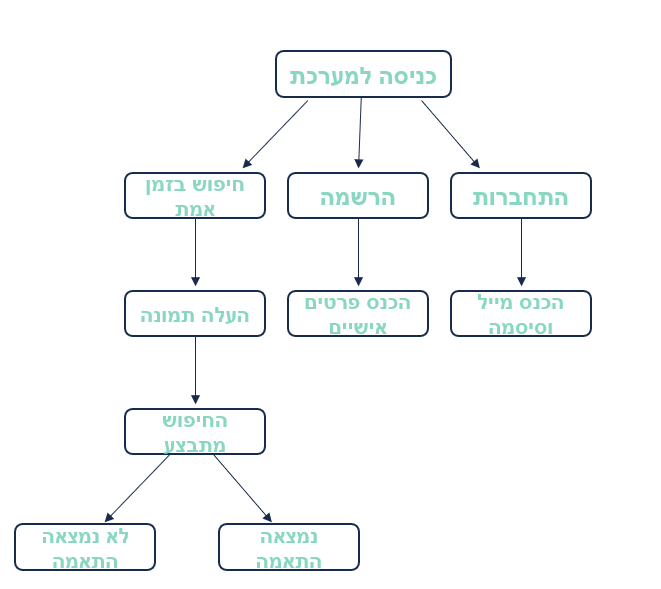 כניסה למערכת
התחברות
הרשמה
חיפוש בזמן
אמת
הכנס מייל
וסיסמה
הכנס פרטים
אישיים
העלה תמונה
החיפוש
מתבצע
נמצאה
התאמה
לא נמצאה
התאמה